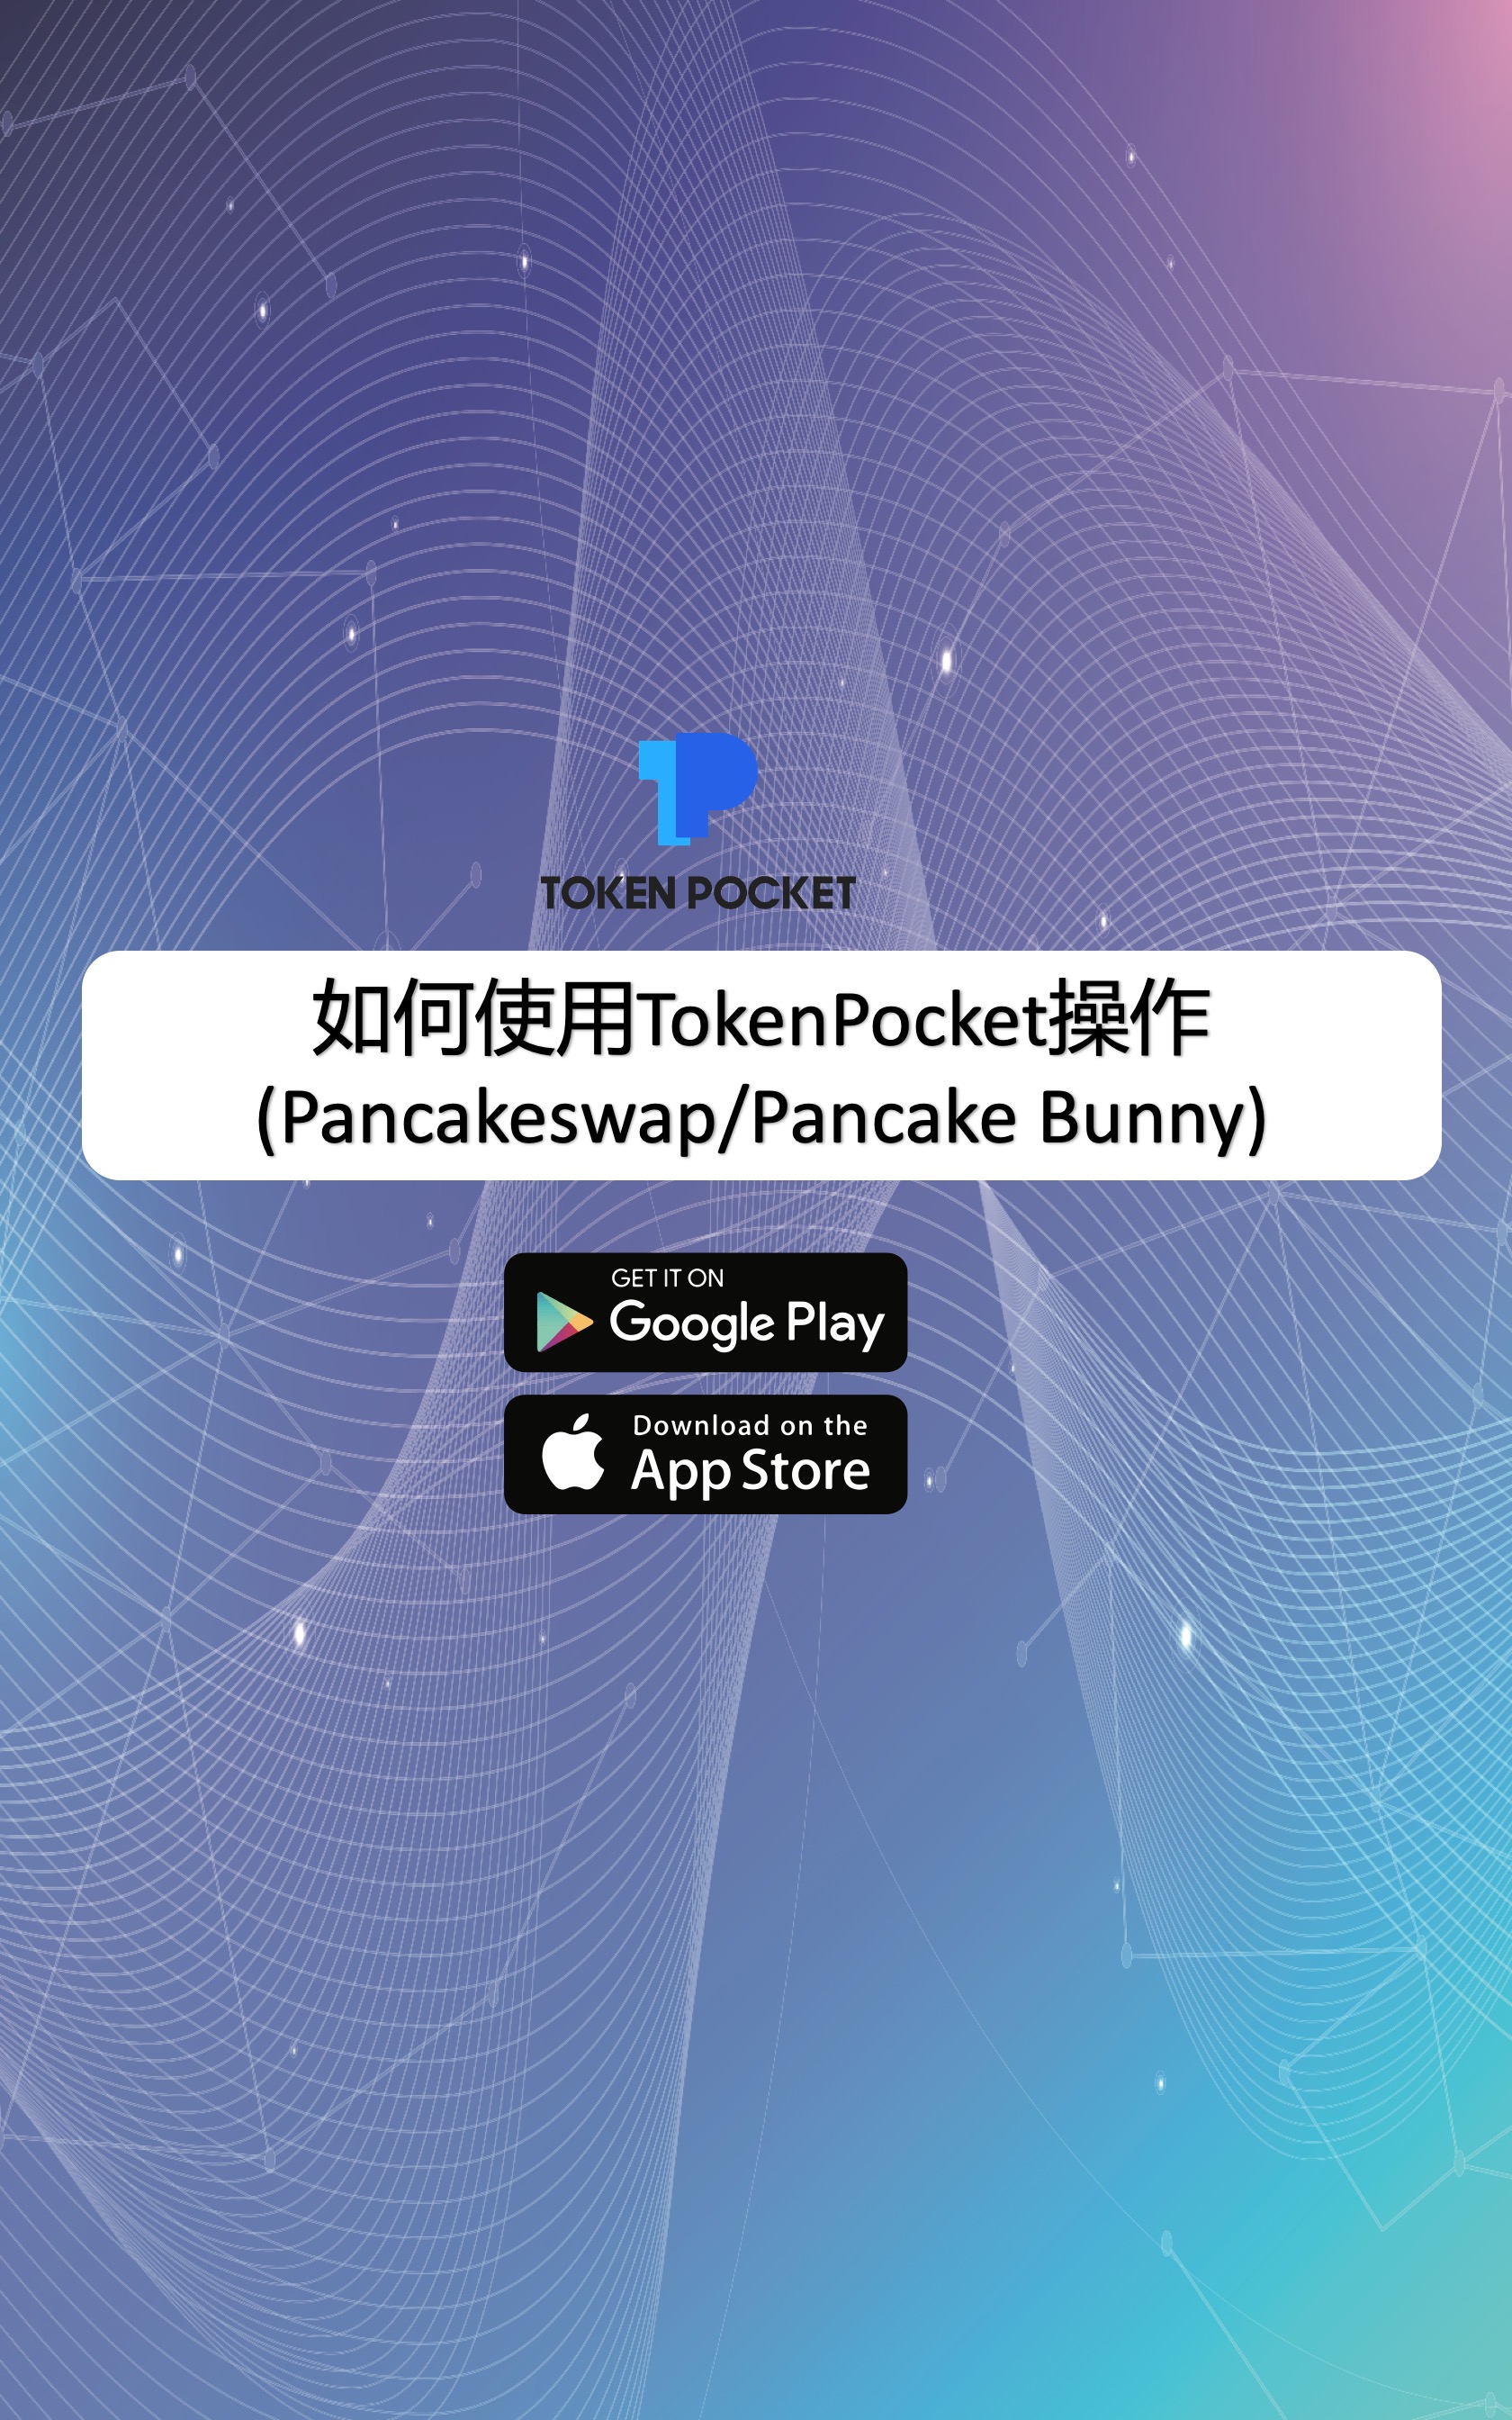 TOKEN POCKET
如何使用TokenPocket操作
(Pancakeswap/Pancake Bunny)
GET IT ON
Google Play
Download on the
App Store